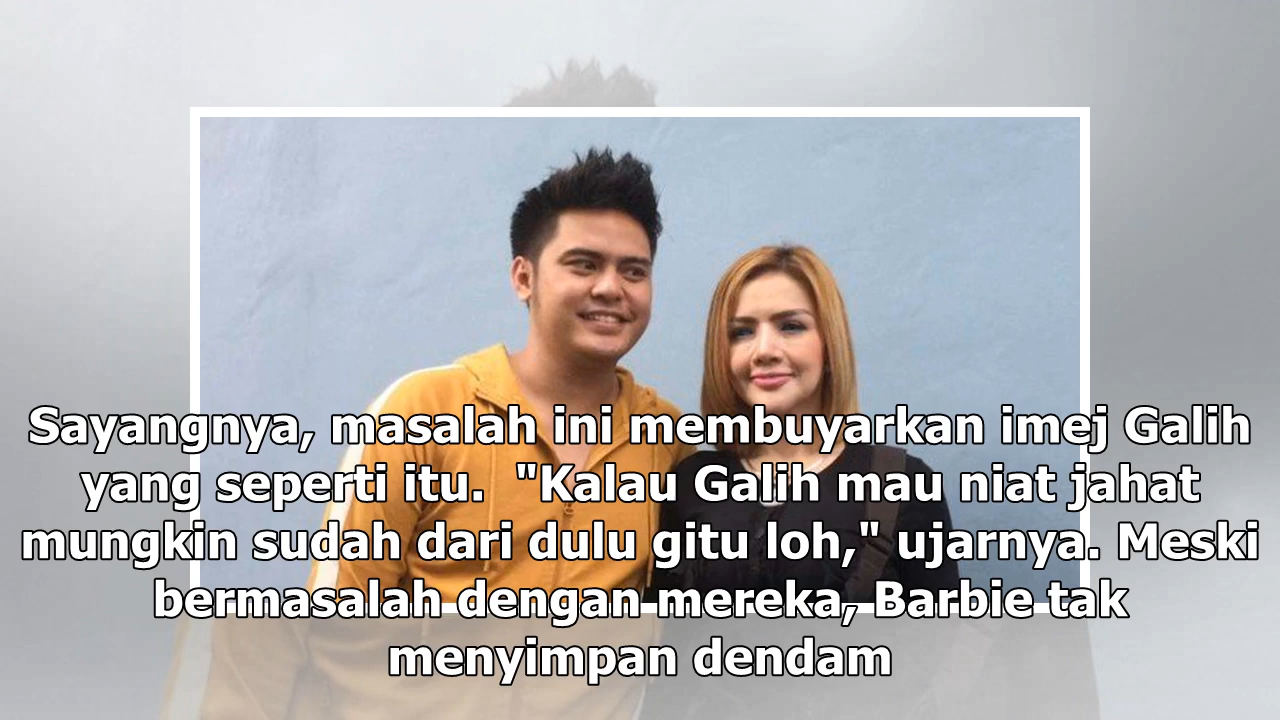 Sayangnya, masalah ini membuyarkan imej Galih
yang seperti itu.  "Kalau Galih mau niat jahat
mungkin sudah dari dulu gitu loh," ujarnya. Meski
bermasalah dengan mereka, Barbie tak
menyimpan dendam